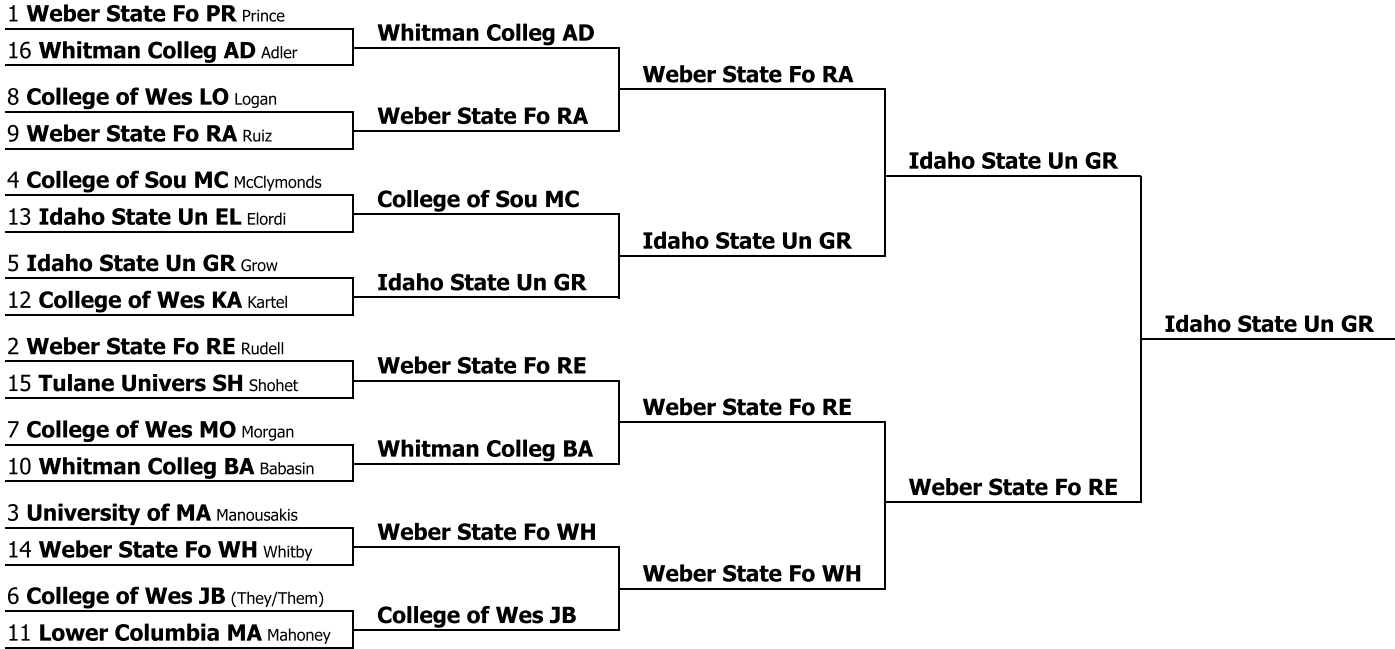 1 Weber State Fo PR Prince
16 Whitman Colleg AD Adler
8 College of Wes LO Logan
9 Weber State Fo RA Ruiz
4 College of Sou MC McClymonds
13 Idaho State Un EL Elordi
5 Idaho State Un GR Grow
12 College of Wes KA Kartel
2 Weber State Fo RE Rudell
15 Tulane Univers SH Shohet
7 College of Wes MO Morgan
10 Whitman Colleg BA Babasin
3 University of MA Manousakis
14 Weber State Fo WH Whitby
6 College of Wes JB (They/Them)
11 Lower Columbia MA Mahoney
Whitman Colleg AD
Weber State Fo RA
College of Sou MC
Idaho State Un GR
Weber State Fo RE
Whitman Colleg BA
Weber State Fo WH
College of Wes JB
Weber State Fo RA
Idaho State Un GR
Weber State Fo RE
Weber State Fo WH
Idaho State Un GR
Weber State Fo RE
Idaho State Un GR